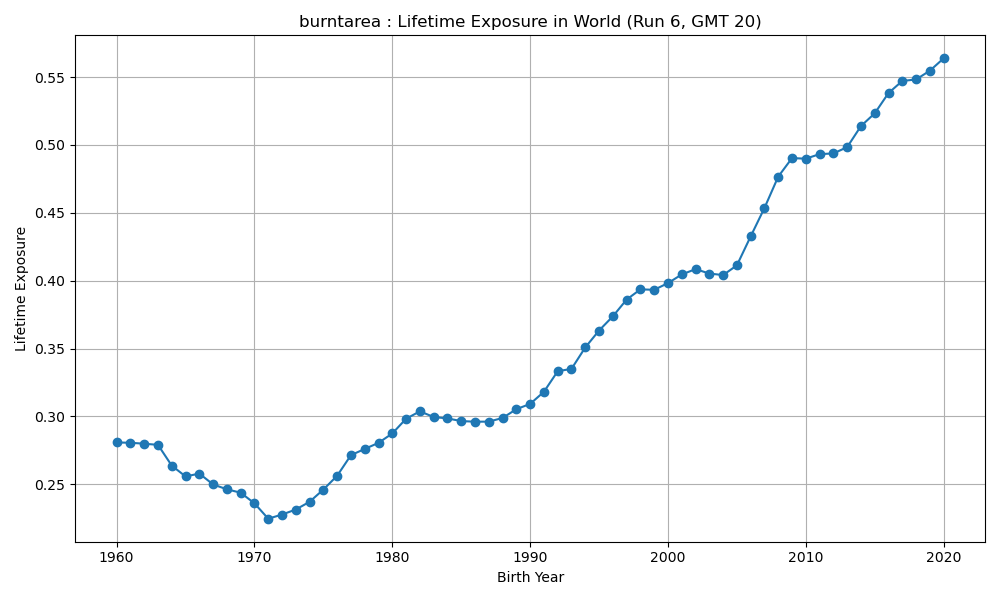 burntarea : Lifetime Exposure in World (Run 6, GMT 20)
Lifetime Exposure
0.55
0.50
0.45
0.40
0.35
0.30
0.25
1960 1970 1980 1990 2000 2010 2020
Birth Year